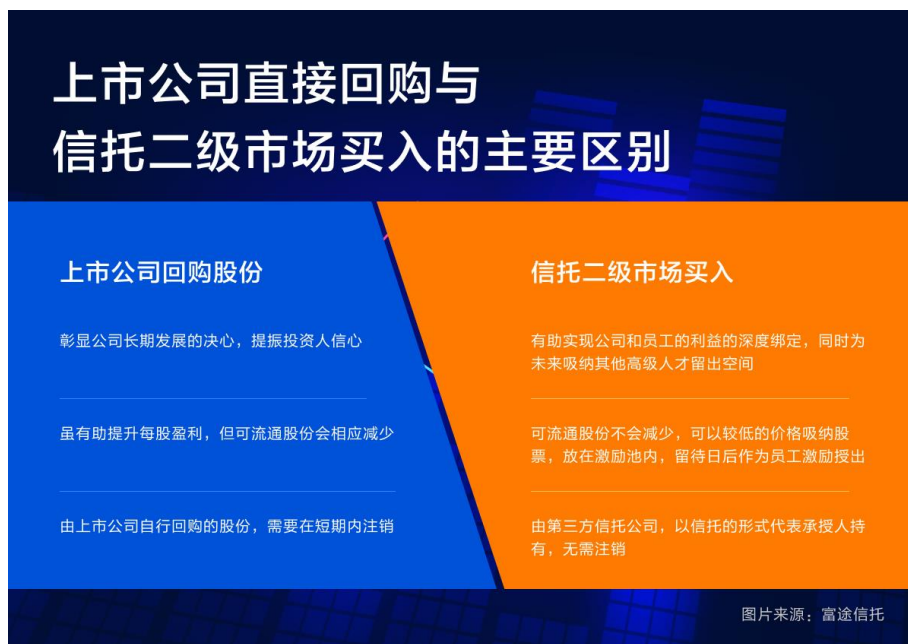 上市公司直接回购与
信托二级市场买入的主要区别
上市公司回购股份
彰显公司长期发展的决心，提振投资人信心
虽有助提升每股盈利，但可流通股份会相应减少
由上市公司自行回购的股份，需要在短期内注销
信托二级市场买入
有助实现公司和员工的利益的深度绑定，同时为
未来吸纳其他高级人才留出空间
可流通股份不会减少，可以较低的价格吸纳股
票，放在激励池内，留待日后作为员工激励授出
由第三方信托公司，以信托的形式代表承授人持
有，无需注销
图片来源：富途信托